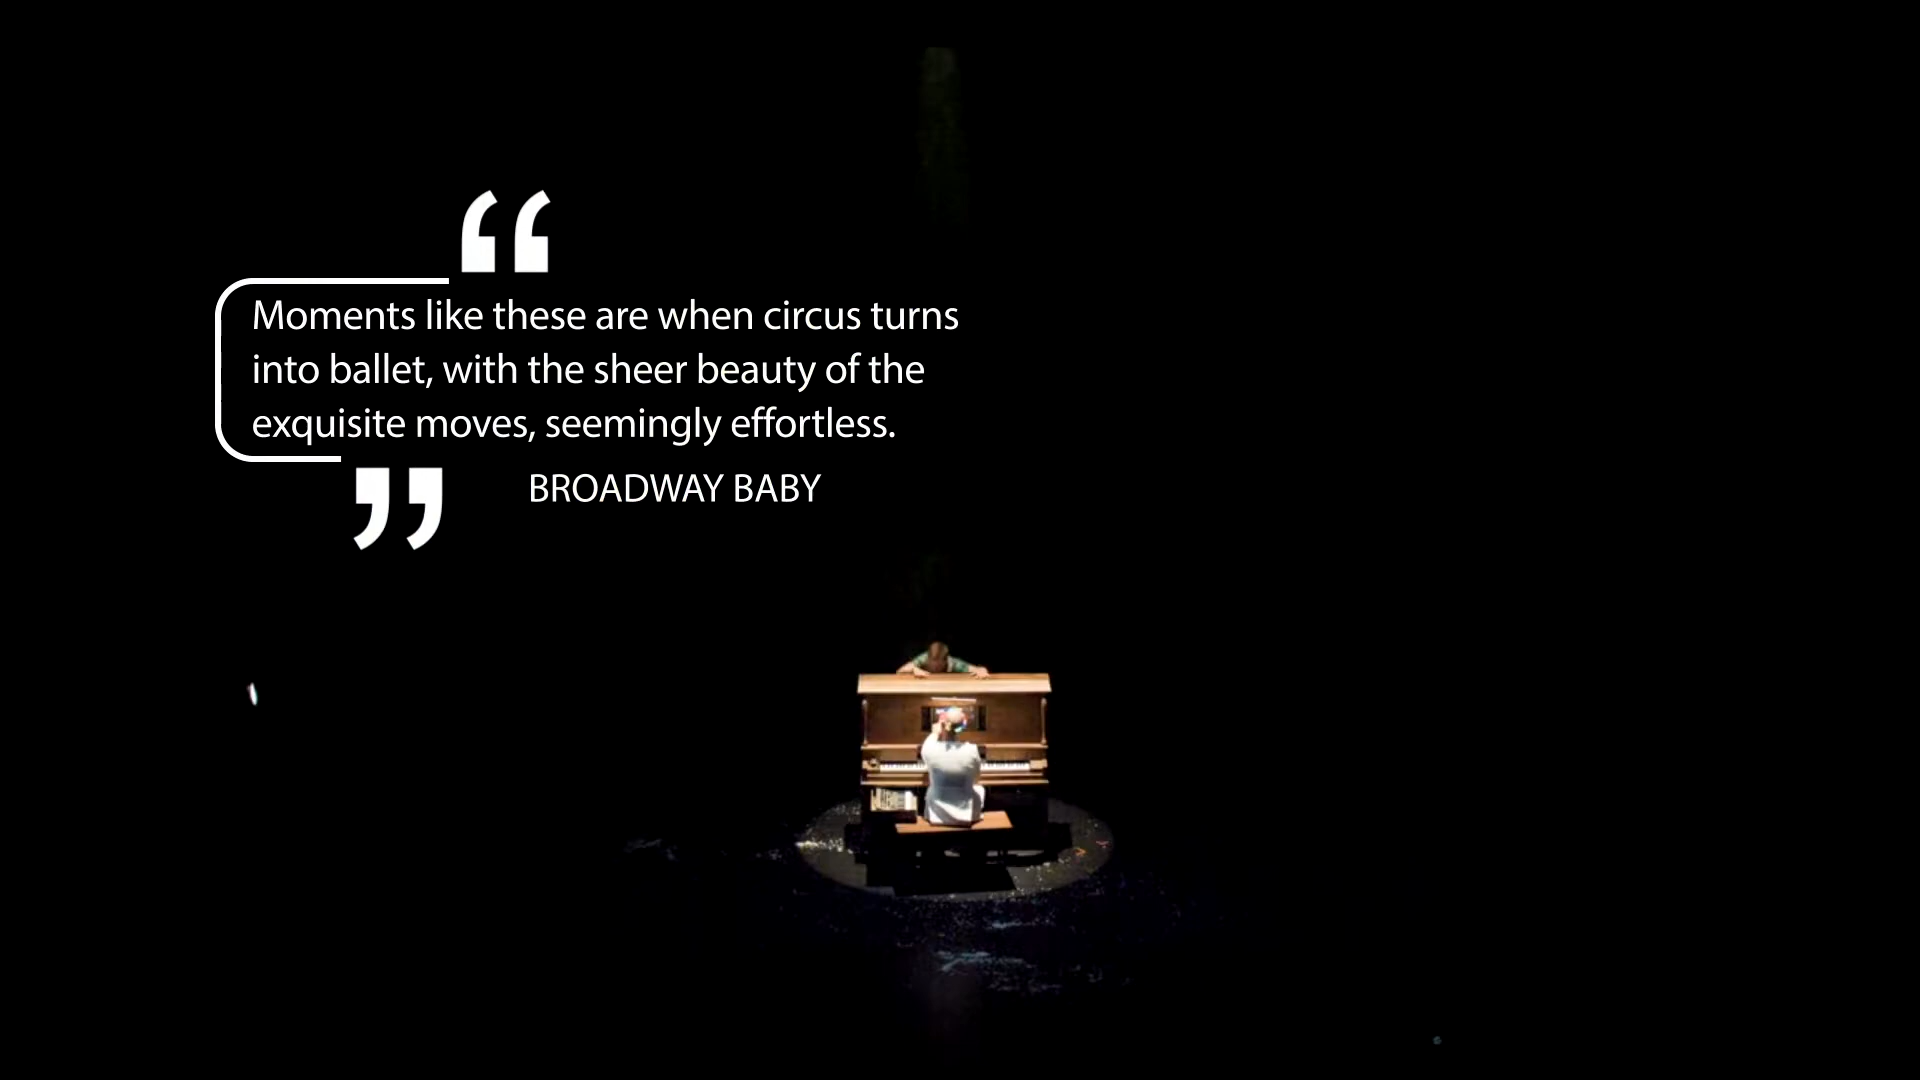 “
Moments like these are when circus turns
into ballet, with the sheer beauty of the
exquisite moves, seemingly effortless.
”
BROADWAY BABY